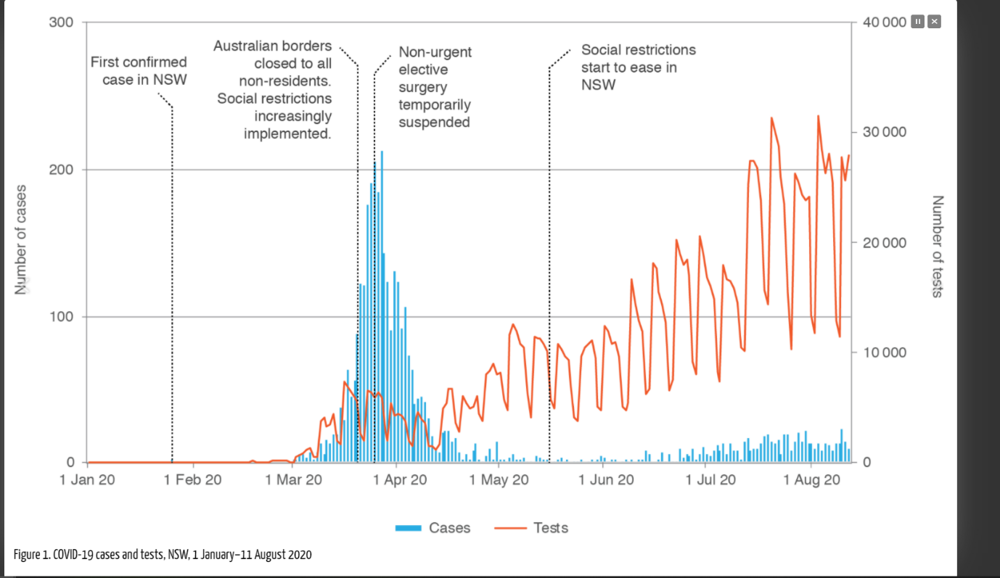 300
200
100
0
Number of cases
40 000
30 000
20 000
10 000
0
Number of tests
First confirmed
case in NSW
Australian borders
closed to all
non-residents.
Social restrictions
increasingly
implemented.
Non-urgent
elective
surgery
temporarily
suspended
Social restrictions
start to ease in
NSW
1 Jan 20
1 Feb 20
1 Mar 20
1 Apr 20
1 May 20
1 Jun 20
1 Jul 20
1 Aug 20
Cases
Tests
Figure 1. COVID-19 cases and tests, NSW, 1 January–11 August 2020